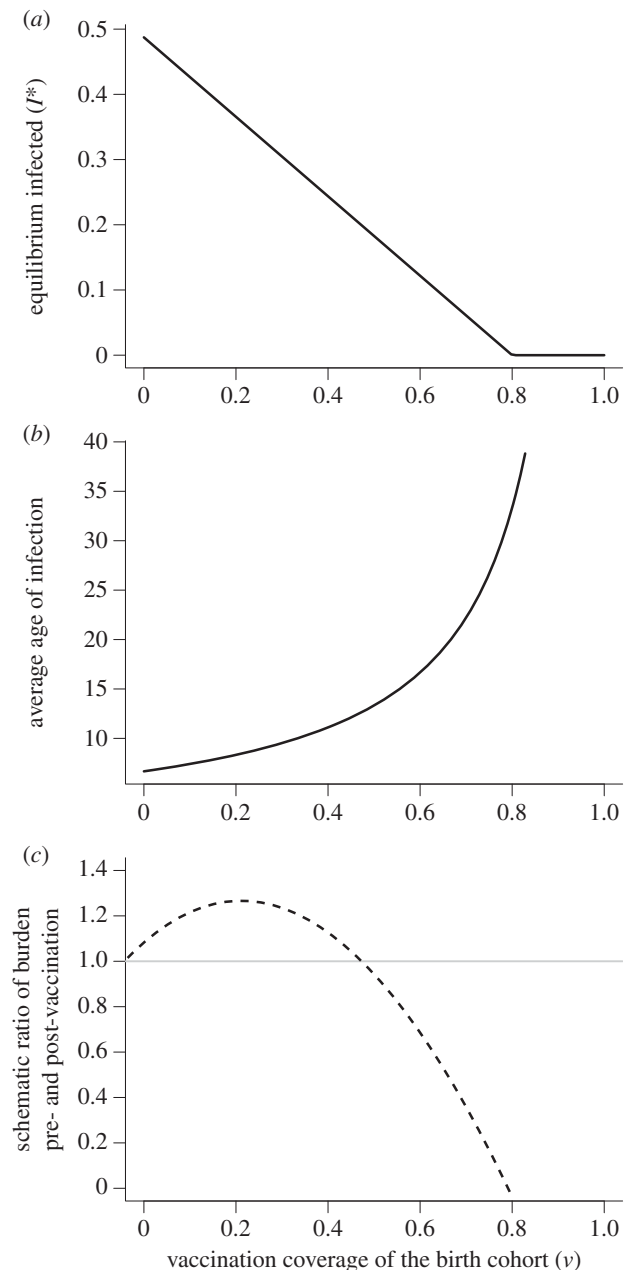 (a)
equilibrium infected (I*)
0.5
0.4
0.3
0.2
0.1
0
0 0.2 0.4 0.6 0.8 1.0
(b)
average age of infection
40
35
30
25
20
15
10
0 0.2 0.4 0.6 0.8 1.0
(c)
schematic ratio of burden
pre- and post-vaccination
1.4
1.2
1.0
0.8
0.6
0.4
0.2
0
0 0.2 0.4 0.6 0.8 1.0
vaccination coverage of the birth cohort (v)